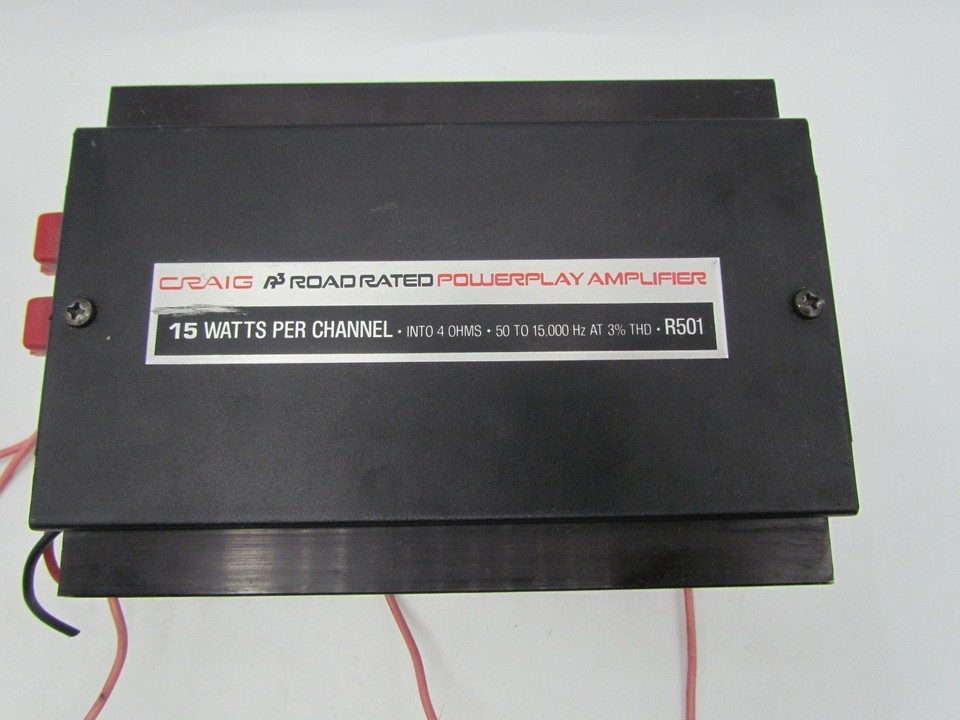 CRAIG R³ ROAD RATED POWERPLAY AMPLIFIER
15 WATTS PER CHANNEL • INTO 4 OHMS • 50 TO 15,000 Hz AT 3% THD • R501